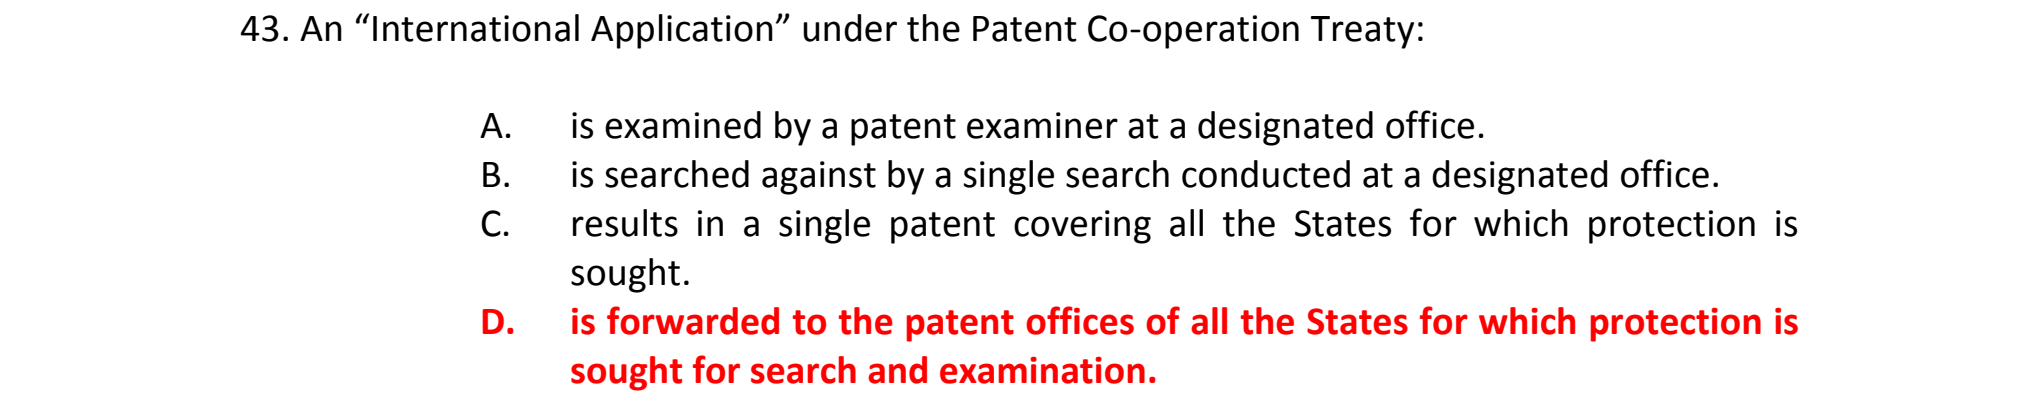 43. An “International Application” under the Patent Co-operation Treaty:
A. is examined by a patent examiner at a designated office.
B. is searched against by a single search conducted at a designated office.
C. results in a single patent covering all the States for which protection is
sought.
D. is forwarded to the patent offices of all the States for which protection is
sought for search and examination.